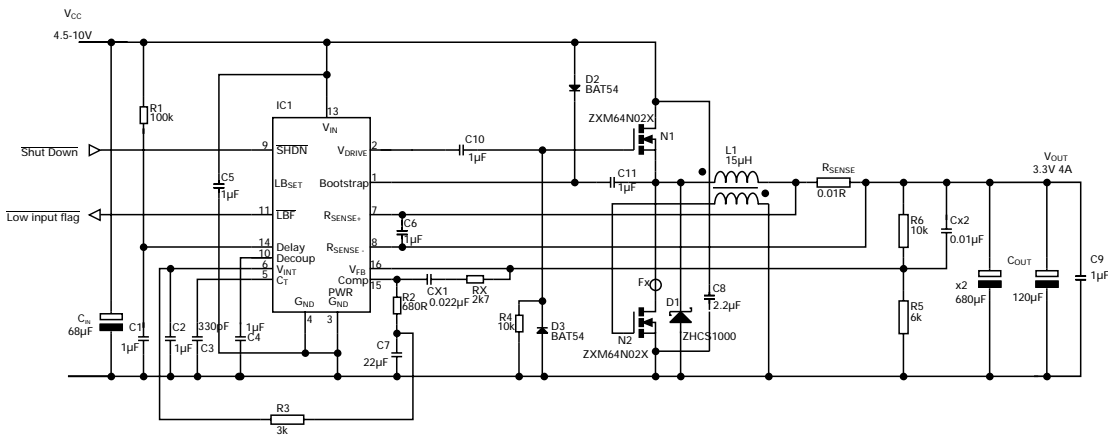 VCC
4.5-10V
D2
BAT54
R1
100k
IC1
13
VIN
ZXM64N02X
N1
C10
1µF
L1
15µH
RSENSE
0.01R
VOUT
3.3V 4A
Shut Down
9
SHDN
VDRIVE
2
C5
1µF
LBSET
Bootstrap
1
C11
1µF
Low input flag
11
LBF
RSENSE+
7
C6
1µF
R6
10k
Cx2
0.01µF
14
Delay
RSENSE -
8
10
Decoup
6
VINT
VFB
16
5
CT
Comp
15
CX1
0.022µF
RX
2k7
Fx
C8
2.2µF
COUT
x2
680µF
120µF
C9
1µF
PWR
GND
GND
4
3
R2
680R
D1
ZHCS1000
R5
6k
CIN
68µF
C1
1µF
C2
1µF
330pF
C3
1µF
C4
C7
22µF
R4
10k
D3
BAT54
N2
ZXM64N02X
R3
3k